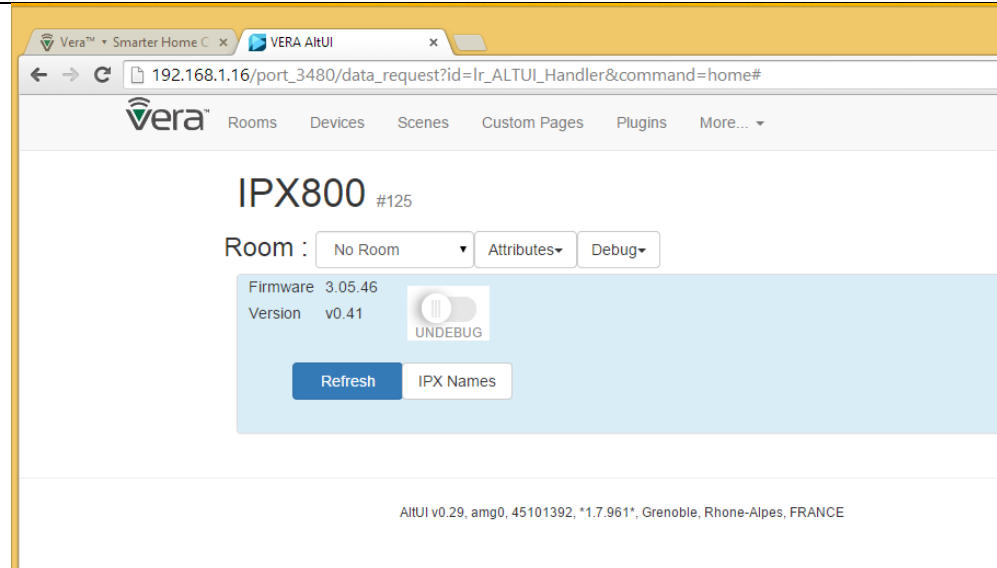 Vera™ ▾ Smarter Home C
VERA AltUI
192.168.1.16/port_3480/data_request?id=lr_ALTUI_Handler&command=home#
vera™ Rooms Devices Scenes Custom Pages Plugins More...
IPX800 #125
Room : No Room Attributes Debug
Firmware 3.05.46
Version v0.41
UNDEBUG
Refresh IPX Names
AltUI v0.29, amg0, 45101392, *1.7.961*, Grenoble, Rhone-Alpes, FRANCE